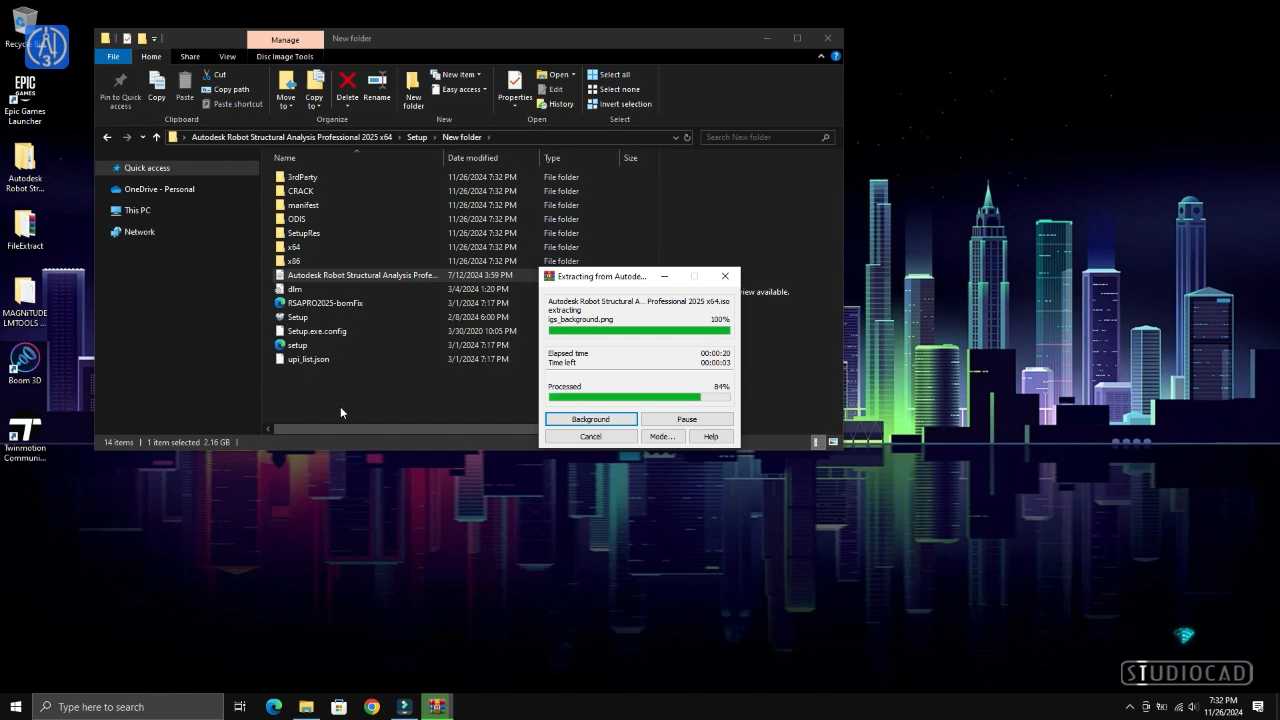 Recycle Bin
Epic Games
Launcher
Autodesk
Robot Str...
FileExtract
MAGNiTUDE
LMTOOLS ...
Boom 3D
Twinmotion
Commun...
EPIC
GAMES
Manage
New folder
File
Home
Share
View
Disc Image Tools
Pin to Quick
access
Copy
Paste
Cut
Copy path
Paste shortcut
Move
to
Copy
to
Delete
Rename
New
folder
New item
Easy access
Properties
Open
Edit
History
Select all
Select none
Invert selection
Clipboard
Organize
New
Open
Select
Autodesk Robot Structural Analysis Professional 2025 x64 › Setup › New folder ›
Search New folder
Name
Date modified
Type
Size
Quick access
OneDrive - Personal
This PC
Network
3rdParty 11/26/2024 7:32 PM File folder
CRACK 11/26/2024 7:32 PM File folder
manifest 11/26/2024 7:32 PM File folder
ODIS 11/26/2024 7:32 PM File folder
SetupRes 11/26/2024 7:32 PM File folder
x64 11/26/2024 7:32 PM File folder
x86 11/26/2024 7:32 PM File folder
Autodesk Robot Structural Analysis Profe... 7/12/2024 3:59 PM
dlm 3/4/2024 1:20 PM
RSAPRO2025-bomFix 3/1/2024 7:17 PM
Setup 2/8/2024 6:00 PM
Setup.exe.config 3/30/2020 10:05 PM
setup 3/1/2024 7:17 PM
upi_list.json 3/1/2024 7:17 PM
view available.
14 items
1 item selected 2.16 GB
Extracting from Autode...
Autodesk Robot Structural A... Professional 2025 x64.iso
extracting
lgs_background.png 100%
Elapsed time 00:00:20
Time left 00:00:03
Processed 84%
Background
Pause
Cancel
Mode...
Help
STUDIOCAD
Type here to search
7:32 PM
11/26/2024